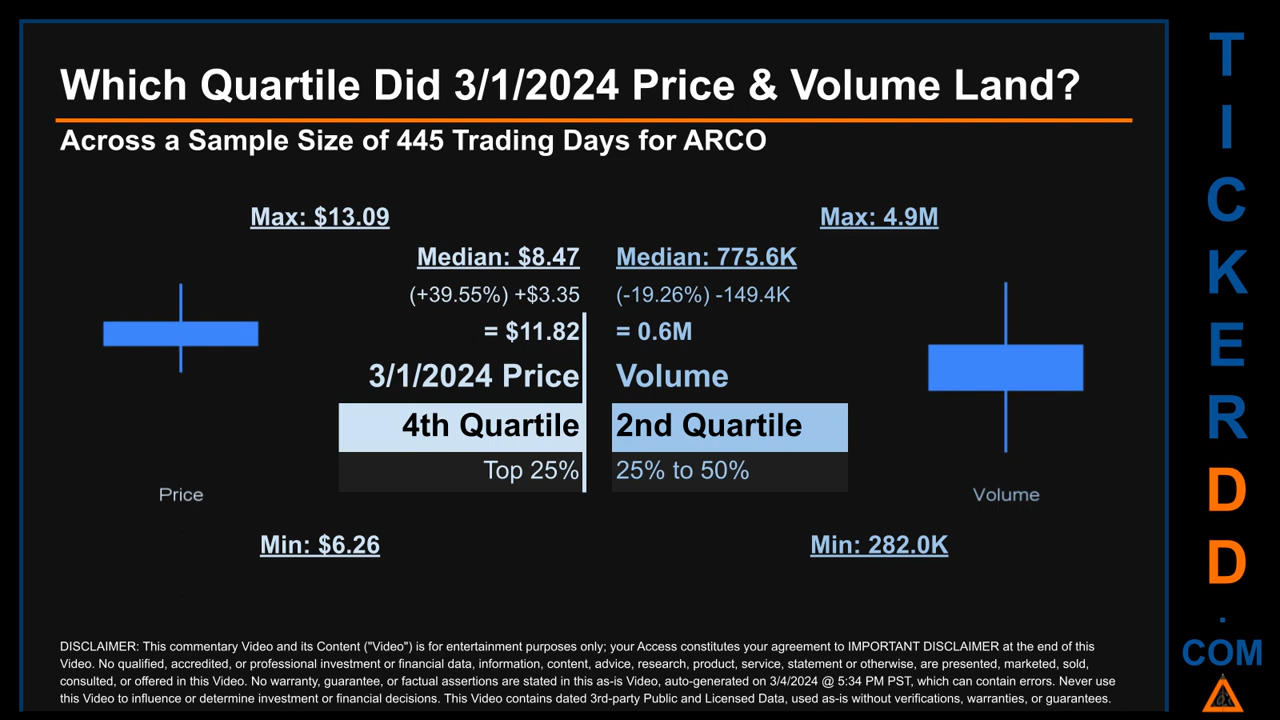 Which Quartile Did 3/1/2024 Price & Volume Land?
Across a Sample Size of 445 Trading Days for ARCO
Max: $13.09
Max: 4.9M
Median: $8.47
Median: 775.6K
(+39.55%) +$3.35
(-19.26%) -149.4K
= $11.82
= 0.6M
3/1/2024 Price
Volume
4th Quartile
2nd Quartile
Top 25%
25% to 50%
Price
Volume
Min: $6.26
Min: 282.0K
DISCLAIMER: This commentary Video and its Content ("Video") is for entertainment purposes only; your Access constitutes your agreement to IMPORTANT DISCLAIMER at the end of this
Video. No qualified, accredited, or professional investment or financial data, information, content, advice, research, product, service, statement or otherwise, are presented, marketed, sold,
consulted, or offered in this Video. No warranty, guarantee, or factual assertions are stated in this as-is Video, auto-generated on 3/4/2024 @ 5:34 PM PST, which can contain errors. Never use
this Video to influence or determine investment or financial decisions. This Video contains dated 3rd-party Public and Licensed Data, used as-is without verifications, warranties, or guarantees.
T
I
C
K
E
R
D
D
.
COM